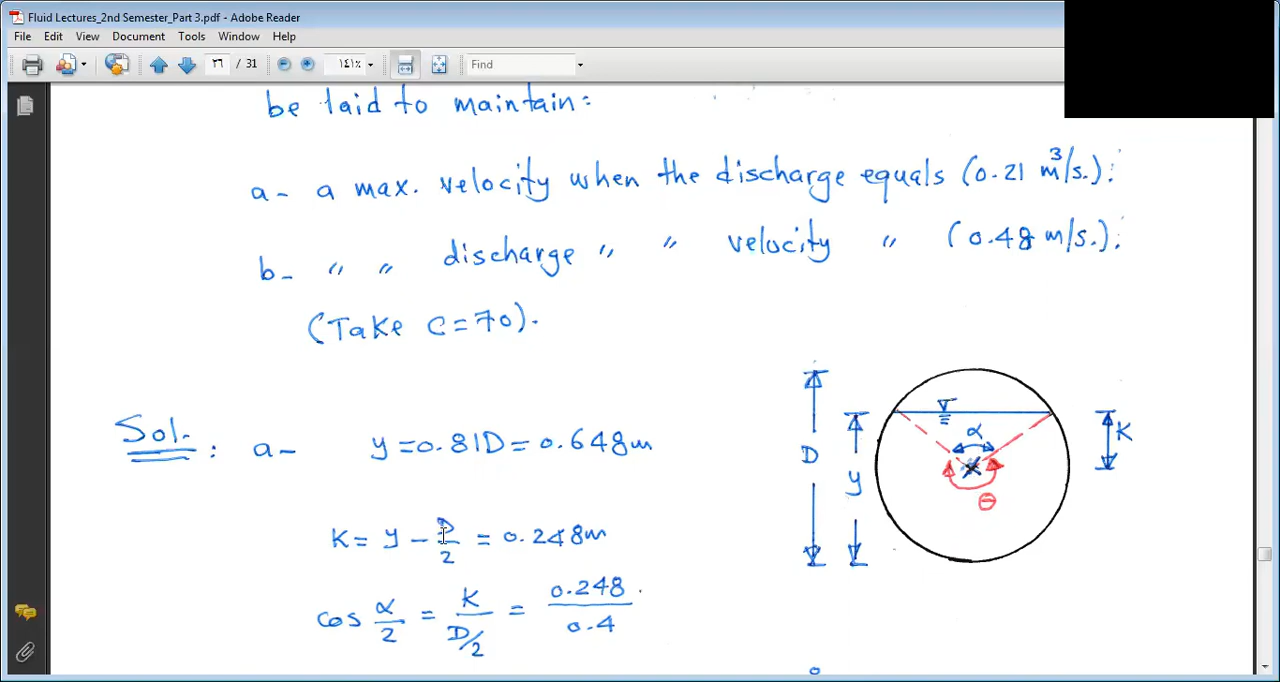 Fluid Lectures_2nd Semester_Part 3.pdf - Adobe Reader
File Edit View Document Tools Window Help
٢٦ / 31 ١٤١% Find
be laid to maintain:
a- a max. velocity when the discharge equals (0.21 m³/s.):
b- " " discharge " " velocity " (0.48 m/s.):
(Take C=70).
Sol. : a- y=0.81D=0.648m
K= y - D/2 = 0.248m
cos α/2 = K/D/2 = 0.248/0.4
D y α θ K